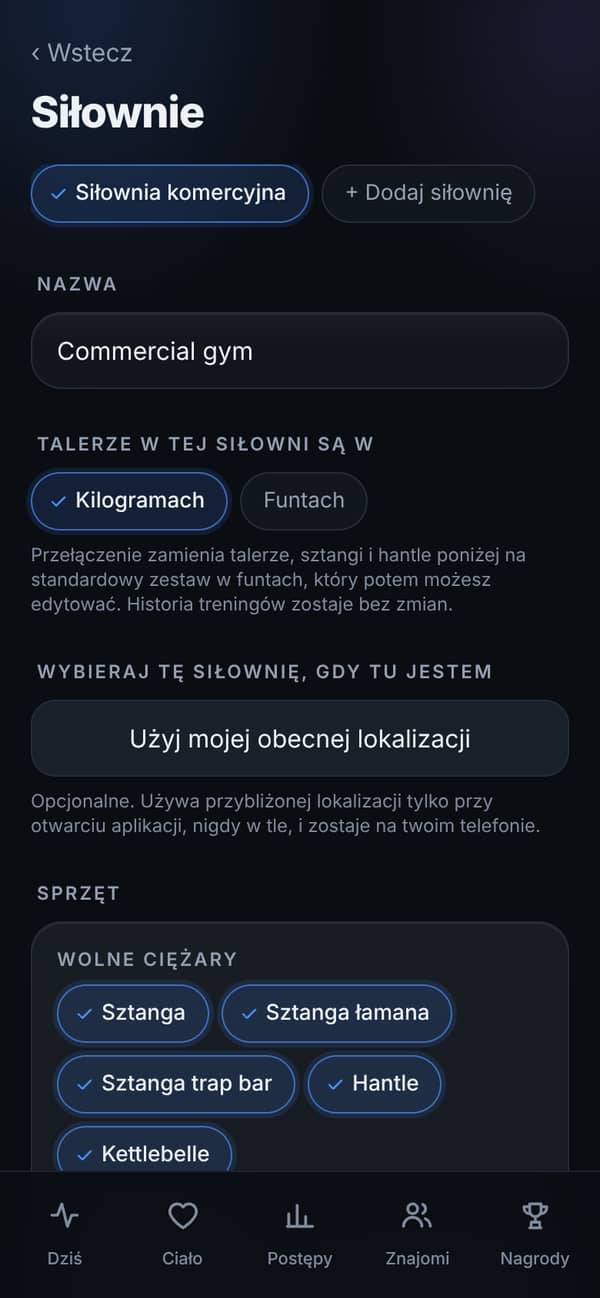 ‹ Wstecz
Siłownie
✓ Siłownia komercyjna
+ Dodaj siłownię
NAZWA
Commercial gym
TALERZE W TEJ SIŁOWNI SĄ W
✓ Kilogramach
Funtach
Przełączenie zamienia talerze, sztangi i hantle poniżej na
standardowy zestaw w funtach, który potem możesz
edytować. Historia treningów zostaje bez zmian.
WYBIERAJ TĘ SIŁOWNIĘ, GDY TU JESTEM
Użyj mojej obecnej lokalizacji
Opcjonalne. Używa przybliżonej lokalizacji tylko przy
otwarciu aplikacji, nigdy w tle, i zostaje na twoim telefonie.
SPRZĘT
WOLNE CIĘŻARY
✓ Sztanga
✓ Sztanga łamana
✓ Sztanga trap bar
✓ Hantle
✓ Kettlebelle
Dziś
Ciało
Postępy
Znajomi
Nagrody